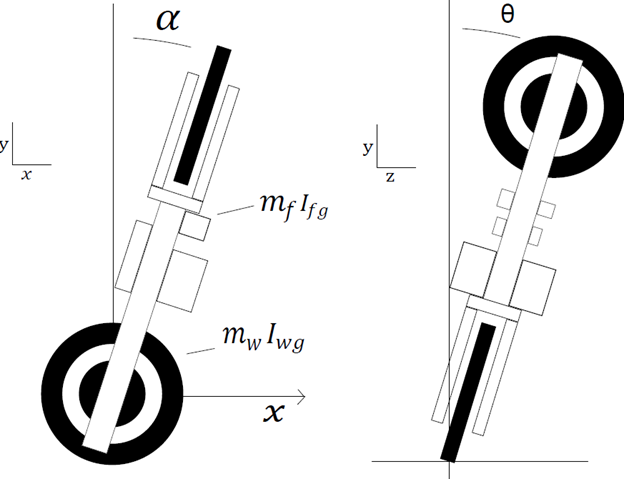 α
θ
y
x
y
z
m_f I_fg
m_w I_wg
x